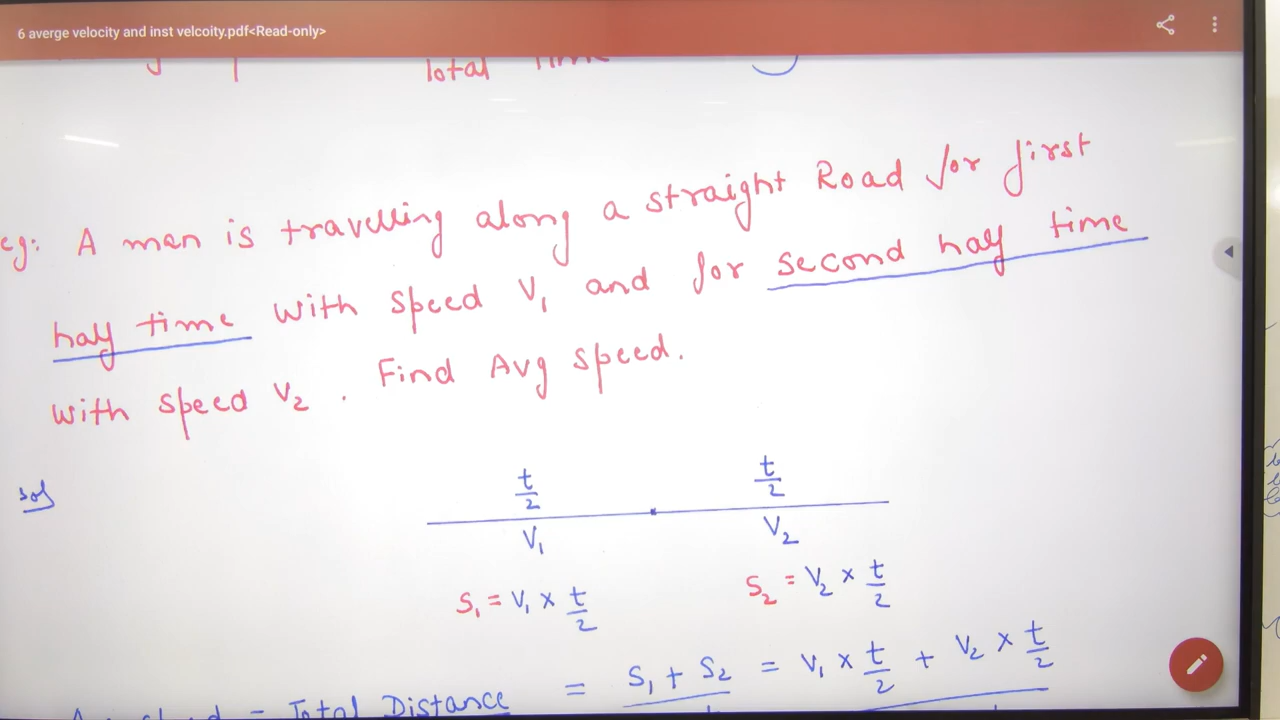 6 averge velocity and inst velcoity.pdf<Read-only>
Total Time
eg: A man is travelling along a straight Road for first
half time with speed V₁ and for second half time
with speed V₂. Find Avg speed.
sol
t/2 t/2
V₁ V₂
S₁ = V₁ × t/2 S₂ = V₂ × t/2
= Total Distance = S₁ + S₂ = V₁ × t/2 + V₂ × t/2